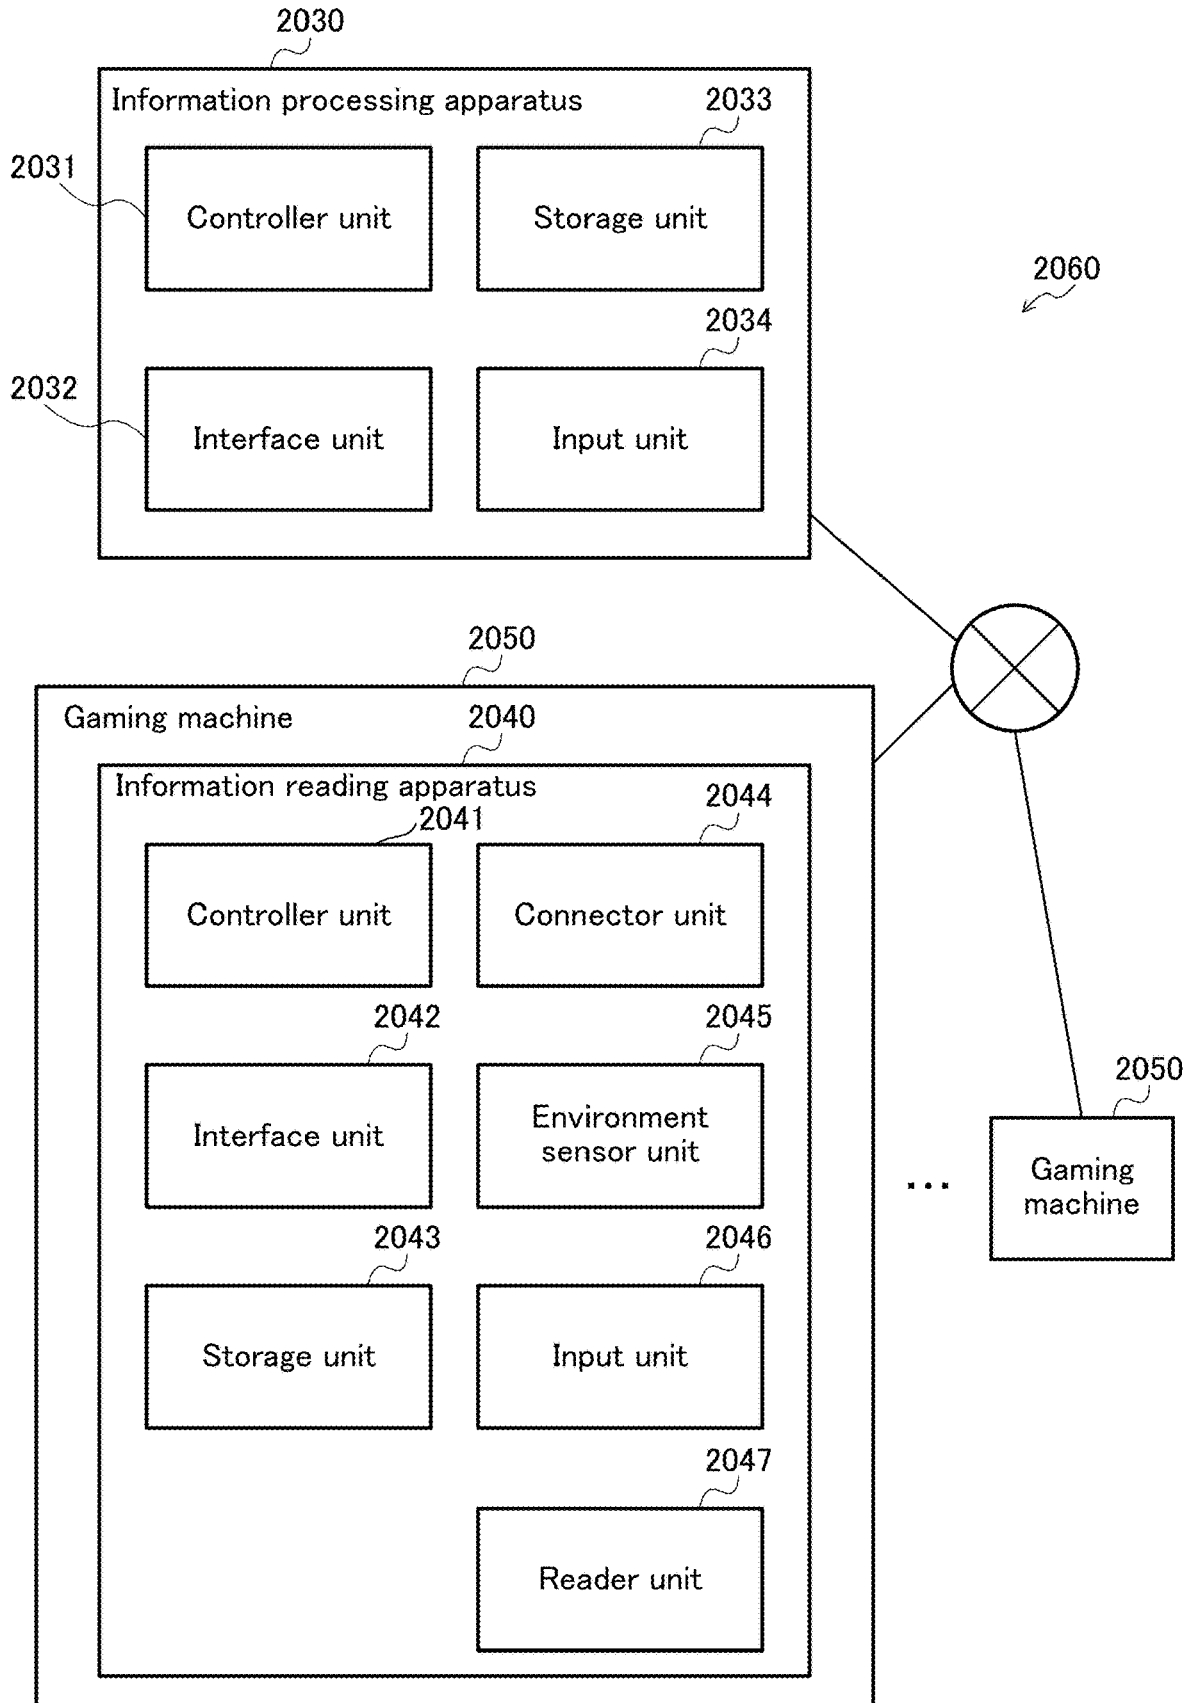 2030
Information processing apparatus
2033
2031
Controller unit
Storage unit
2060
2034
2032
Interface unit
Input unit
2050
Gaming machine
2040
Information reading apparatus
2041
2044
Controller unit
Connector unit
2042
2045
Interface unit
Environment
sensor unit
2050
Gaming
machine
...
2043
2046
Storage unit
Input unit
2047
Reader unit